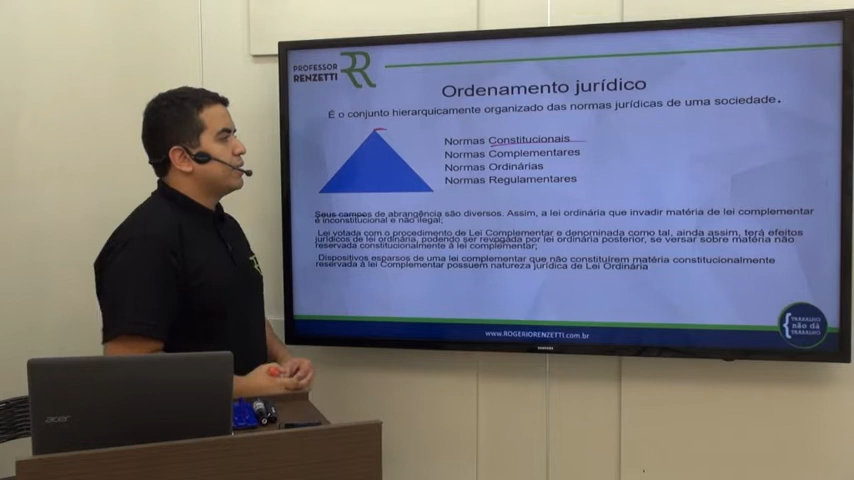 PROFESSOR
RENZETTI
Ordenamento jurídico
É o conjunto hierarquicamente organizado das normas jurídicas de uma sociedade.
Normas Constitucionais
Normas Complementares
Normas Ordinárias
Normas Regulamentares
Seus campos de abrangência são diversos. Assim, a lei ordinária que invadir matéria de lei complementar
é inconstitucional e não ilegal;
Lei votada com o procedimento de Lei Complementar e denominada como tal, ainda assim, terá efeitos
jurídicos de lei ordinária, podendo ser revogada por lei ordinária posterior, se versar sobre matéria não
reservada constitucionalmente à lei complementar;
Dispositivos esparsos de uma lei complementar que não constituírem matéria constitucionalmente
reservada à lei Complementar possuem natureza jurídica de Lei Ordinária
TRABALHO
não dá
TRABALHO
www.ROGERIORENZETTI.com.br
acer